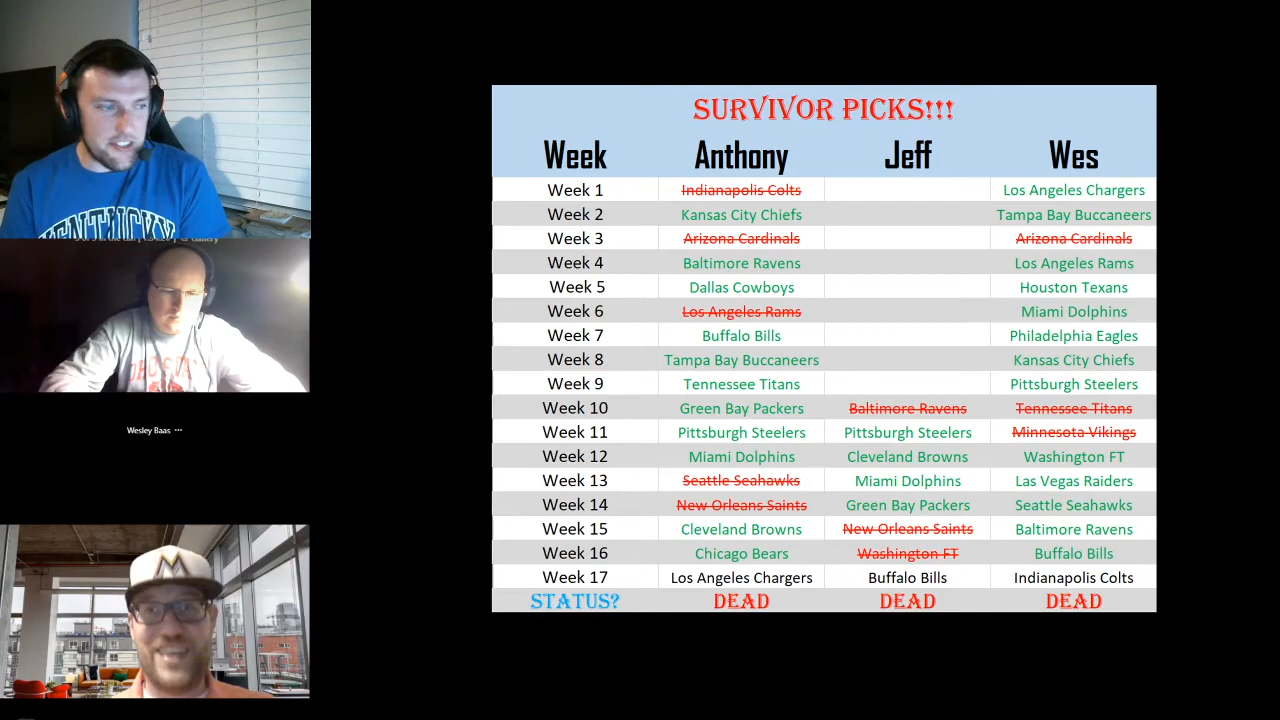 KENTUCKY
Wesley Baas ···
M
SURVIVOR PICKS!!!
Week Anthony Jeff Wes
Week 1 Indianapolis Colts Los Angeles Chargers
Week 2 Kansas City Chiefs Tampa Bay Buccaneers
Week 3 Arizona Cardinals Arizona Cardinals
Week 4 Baltimore Ravens Los Angeles Rams
Week 5 Dallas Cowboys Houston Texans
Week 6 Los Angeles Rams Miami Dolphins
Week 7 Buffalo Bills Philadelphia Eagles
Week 8 Tampa Bay Buccaneers Kansas City Chiefs
Week 9 Tennessee Titans Pittsburgh Steelers
Week 10 Green Bay Packers Baltimore Ravens Tennessee Titans
Week 11 Pittsburgh Steelers Pittsburgh Steelers Minnesota Vikings
Week 12 Miami Dolphins Cleveland Browns Washington FT
Week 13 Seattle Seahawks Miami Dolphins Las Vegas Raiders
Week 14 New Orleans Saints Green Bay Packers Seattle Seahawks
Week 15 Cleveland Browns New Orleans Saints Baltimore Ravens
Week 16 Chicago Bears Washington FT Buffalo Bills
Week 17 Los Angeles Chargers Buffalo Bills Indianapolis Colts
STATUS? DEAD DEAD DEAD